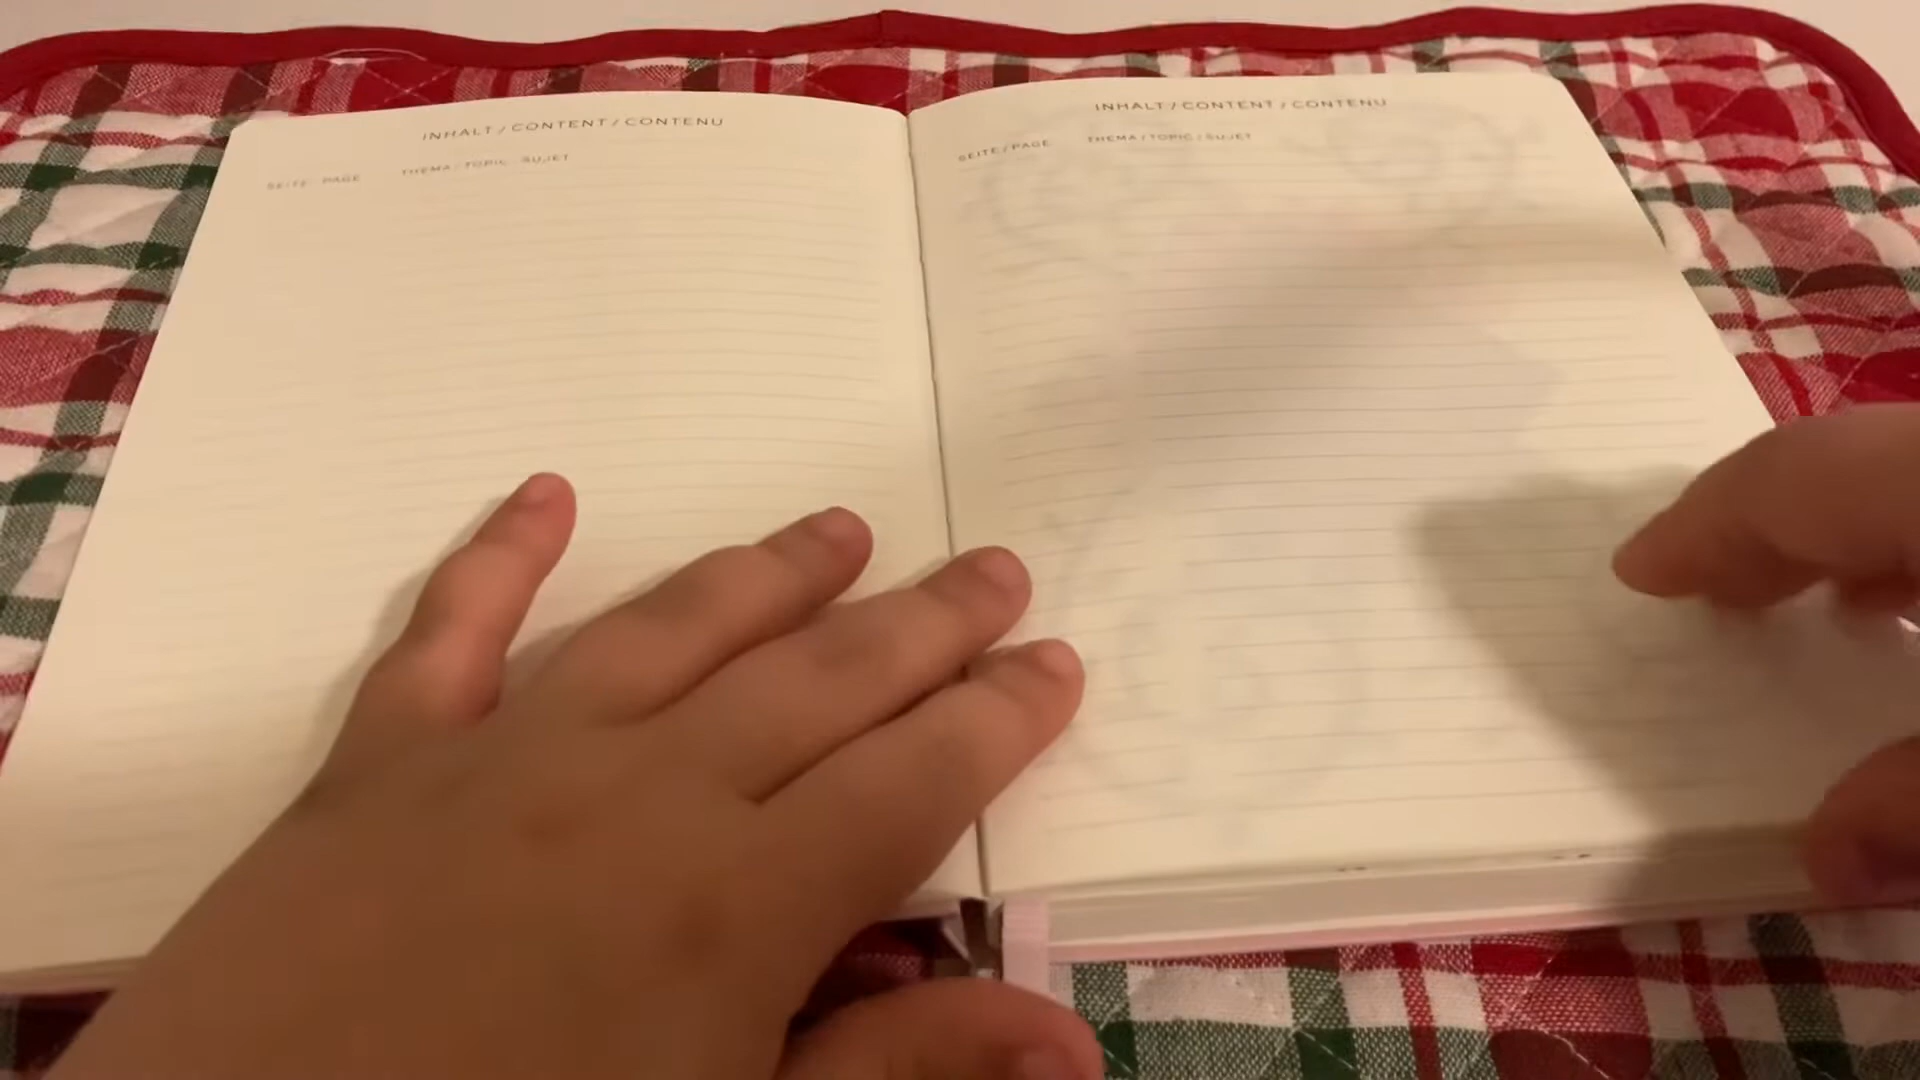 INHALT / CONTENT / CONTENU
SEITE / PAGE THEMA / TOPIC / SUJET
INHALT / CONTENT / CONTENU
SEITE / PAGE THEMA / TOPIC / SUJET